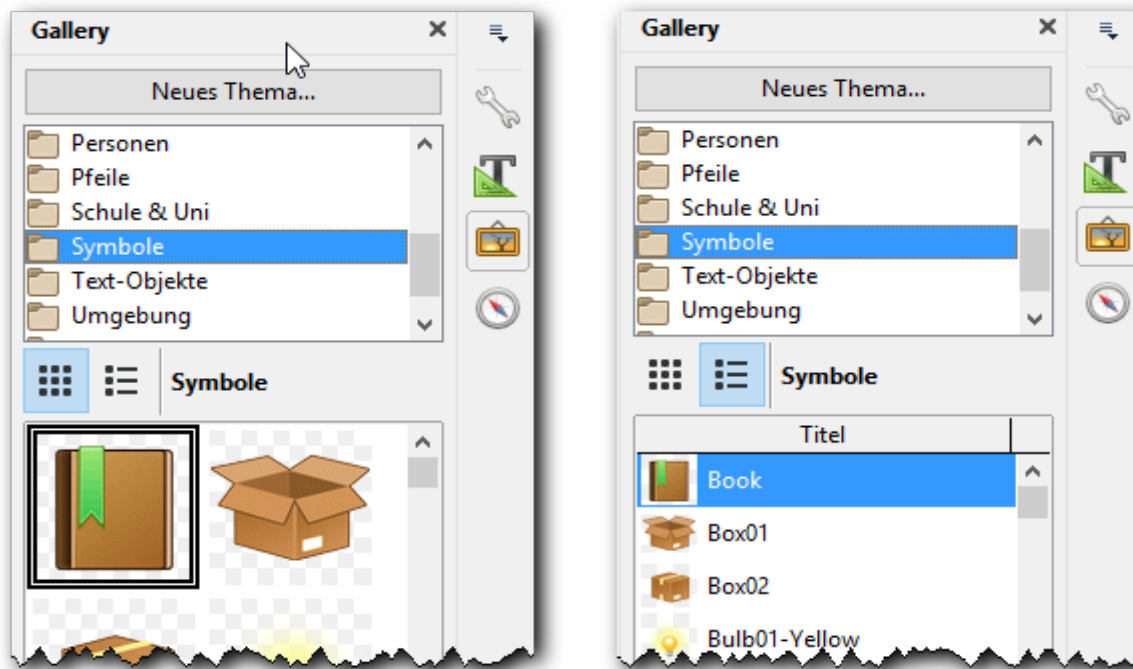 Gallery
Neues Thema...
Personen
Pfeile
Schule & Uni
Symbole
Text-Objekte
Umgebung
Symbole
Gallery
Neues Thema...
Personen
Pfeile
Schule & Uni
Symbole
Text-Objekte
Umgebung
Symbole
Titel
Book
Box01
Box02
Bulb01-Yellow